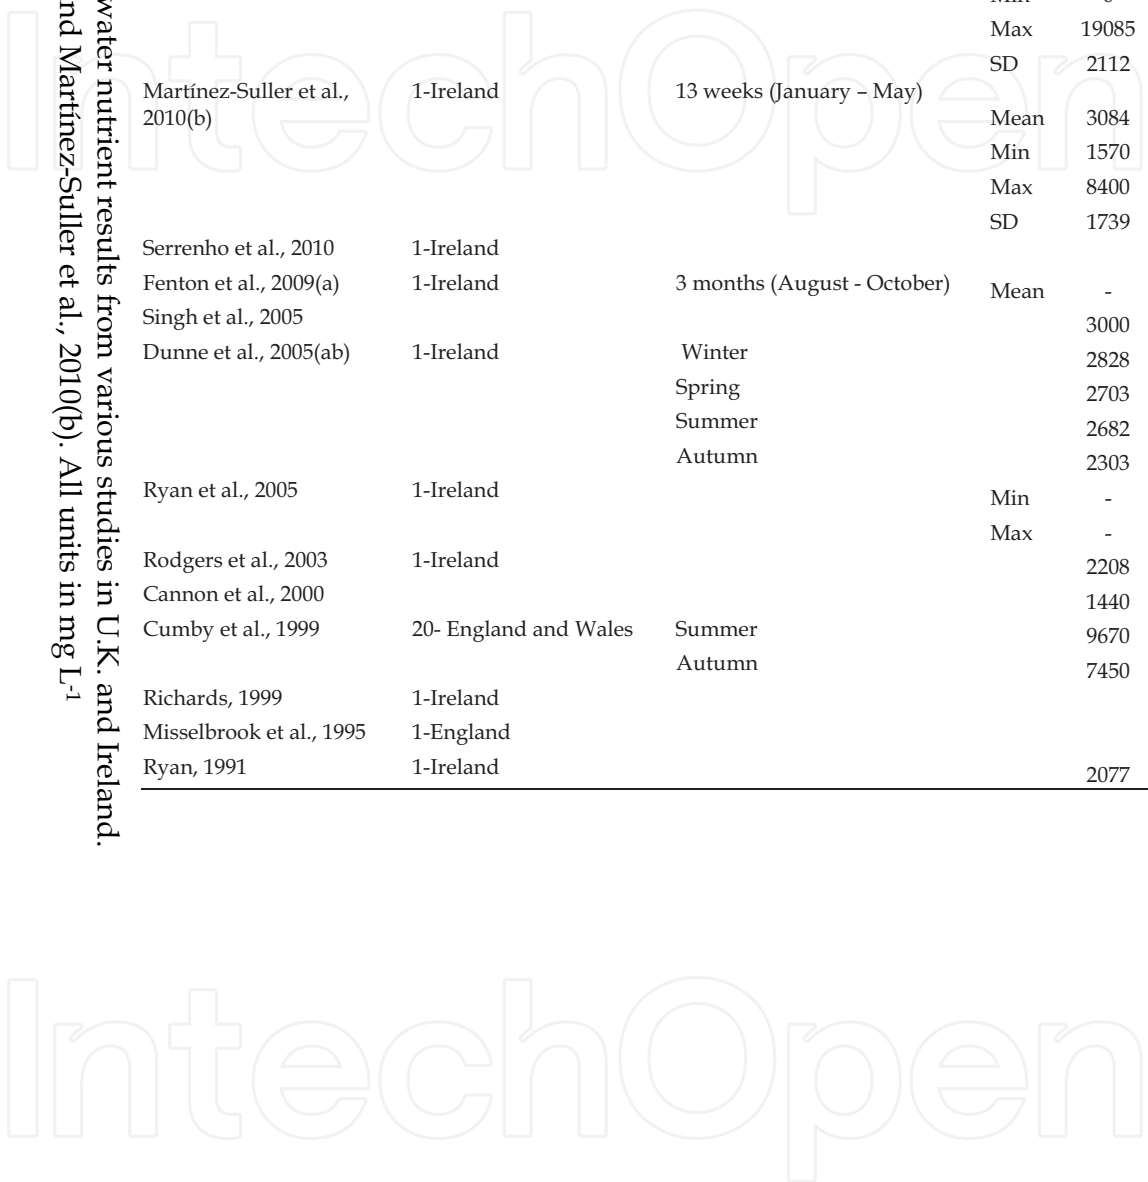 Max 19085
SD 2112
Martínez-Suller et al., 2010(b) 1-Ireland 13 weeks (January – May)
Mean 3084
Min 1570
Max 8400
SD 1739
Serrenho et al., 2010 1-Ireland
Fenton et al., 2009(a) 1-Ireland 3 months (August - October) Mean -
Singh et al., 2005 3000
Dunne et al., 2005(ab) 1-Ireland Winter 2828
Spring 2703
Summer 2682
Autumn 2303
Ryan et al., 2005 1-Ireland Min -
Max -
Rodgers et al., 2003 1-Ireland 2208
Cannon et al., 2000 1440
Cumby et al., 1999 20- England and Wales Summer 9670
Autumn 7450
Richards, 1999 1-Ireland
Misselbrook et al., 1995 1-England
Ryan, 1991 1-Ireland 2077
water nutrient results from various studies in U.K. and Ireland.
nd Martínez-Suller et al., 2010(b). All units in mg L-1
IntechOpen
IntechOpen